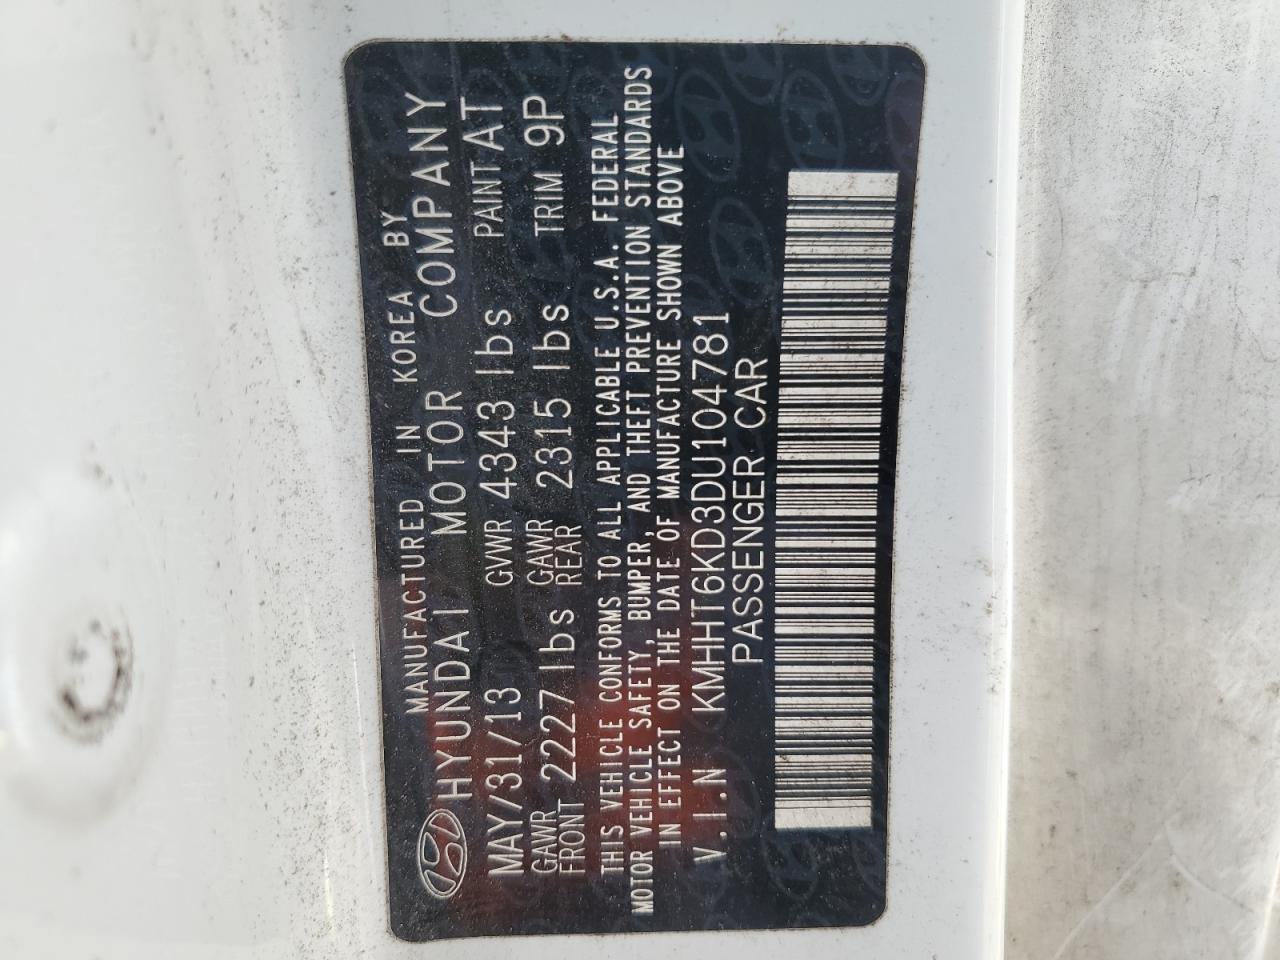 MANUFACTURED IN KOREA BY
HYUNDAI MOTOR COMPANY
MAY/31/13 GVWR 4343 lbs PAINT AT
GAWR FRONT 2227 lbs GAWR REAR 2315 lbs TRIM 9P
THIS VEHICLE CONFORMS TO ALL APPLICABLE U.S.A. FEDERAL
MOTOR VEHICLE SAFETY, BUMPER, AND THEFT PREVENTION STANDARDS
IN EFFECT ON THE DATE OF MANUFACTURE SHOWN ABOVE
V.I.N KMHHT6KD3DU104781
PASSENGER CAR